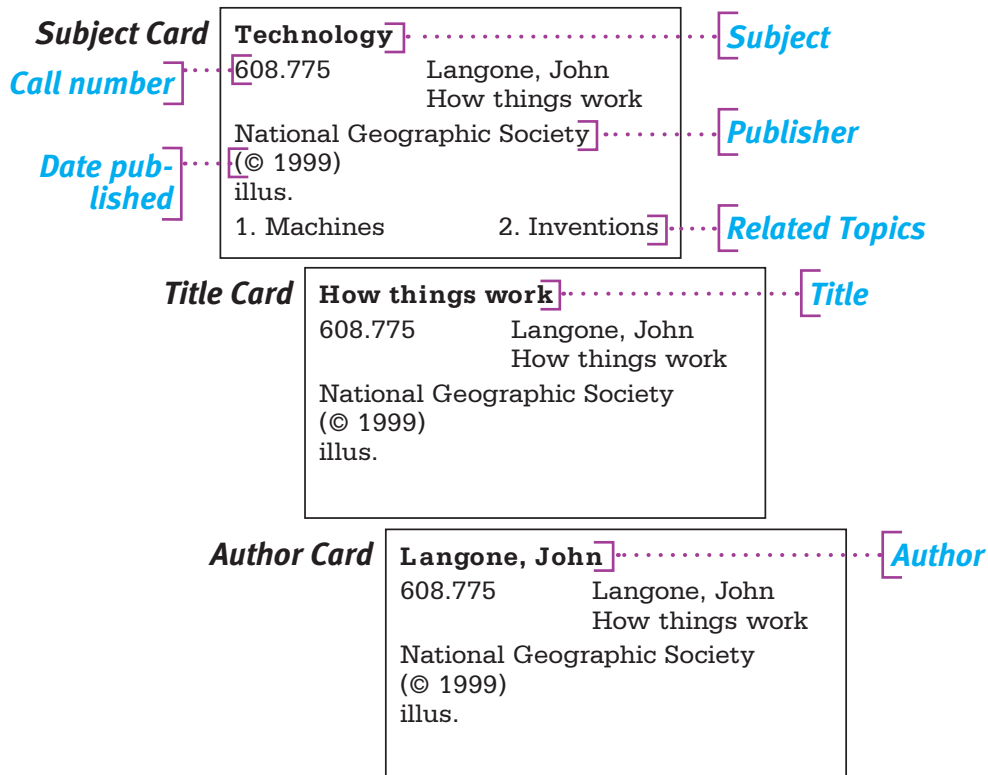 Subject Card
Technology
Subject
Call number
608.775 Langone, John
How things work
National Geographic Society
Publisher
Date pub-
lished
(© 1999)
illus.
1. Machines 2. Inventions
Related Topics
Title Card
How things work
Title
608.775 Langone, John
How things work
National Geographic Society
(© 1999)
illus.
Author Card
Langone, John
Author
608.775 Langone, John
How things work
National Geographic Society
(© 1999)
illus.